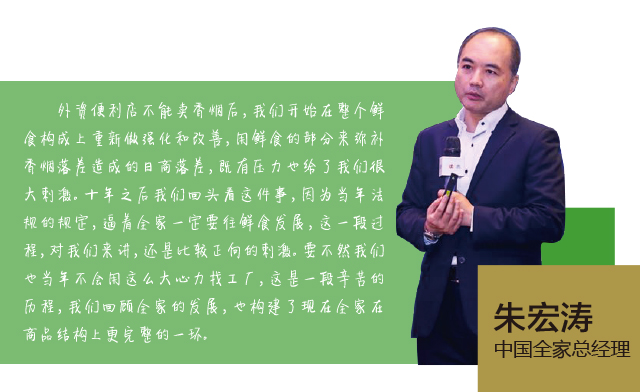 外资便利店不能卖香烟后,我们开始在整个鲜
食构成上重新做强化和改善,用鲜食的部分来弥补
香烟落差造成的日商落差,既有压力也给了我们很
大刺激。十年之后我们回头看这件事,因为当年法
规的规定,逼着全家一定要往鲜食发展,这一段过
程,对我们来讲,还是比较正向的刺激。要不然我们
也当年不会用这么大心力找工厂,这是一段辛苦的
历程,我们回顾全家的发展,也构建了现在全家在
商品结构上更完整的一环。
朱宏涛
中国全家总经理